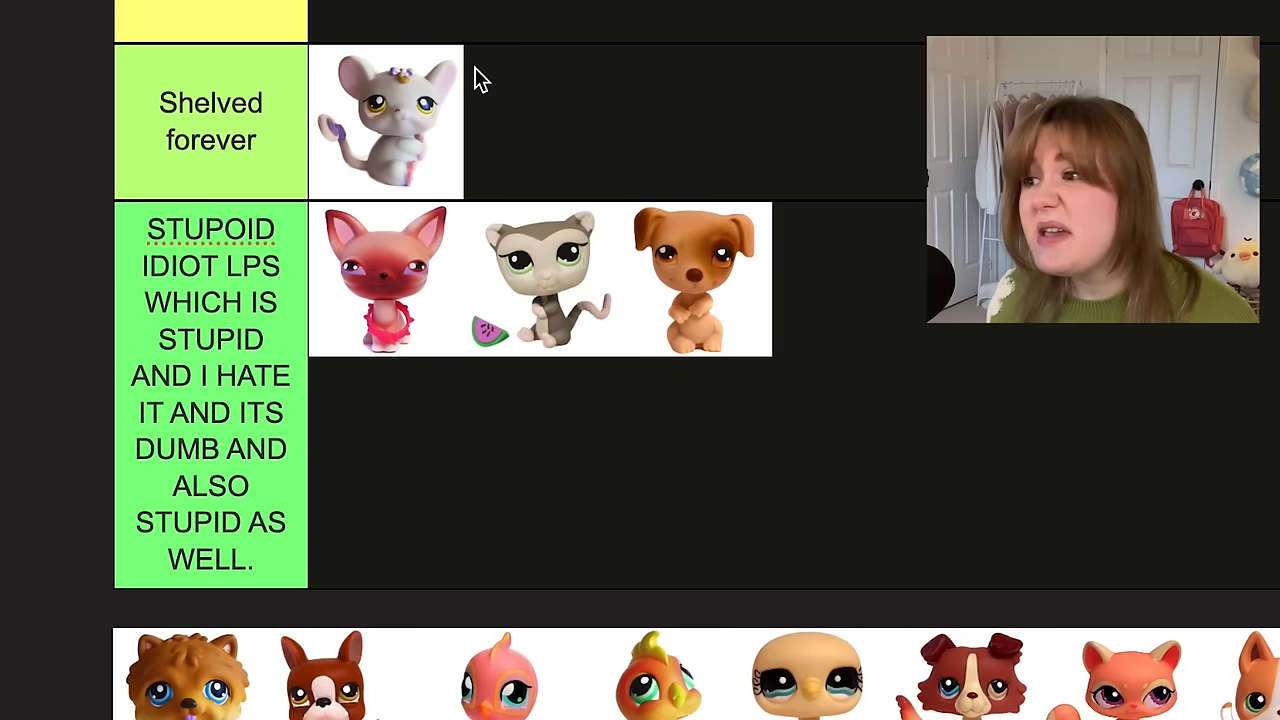 Shelved
forever
STUPOID
IDIOT LPS
WHICH IS
STUPID
AND I HATE
IT AND ITS
DUMB AND
ALSO
STUPID AS
WELL.